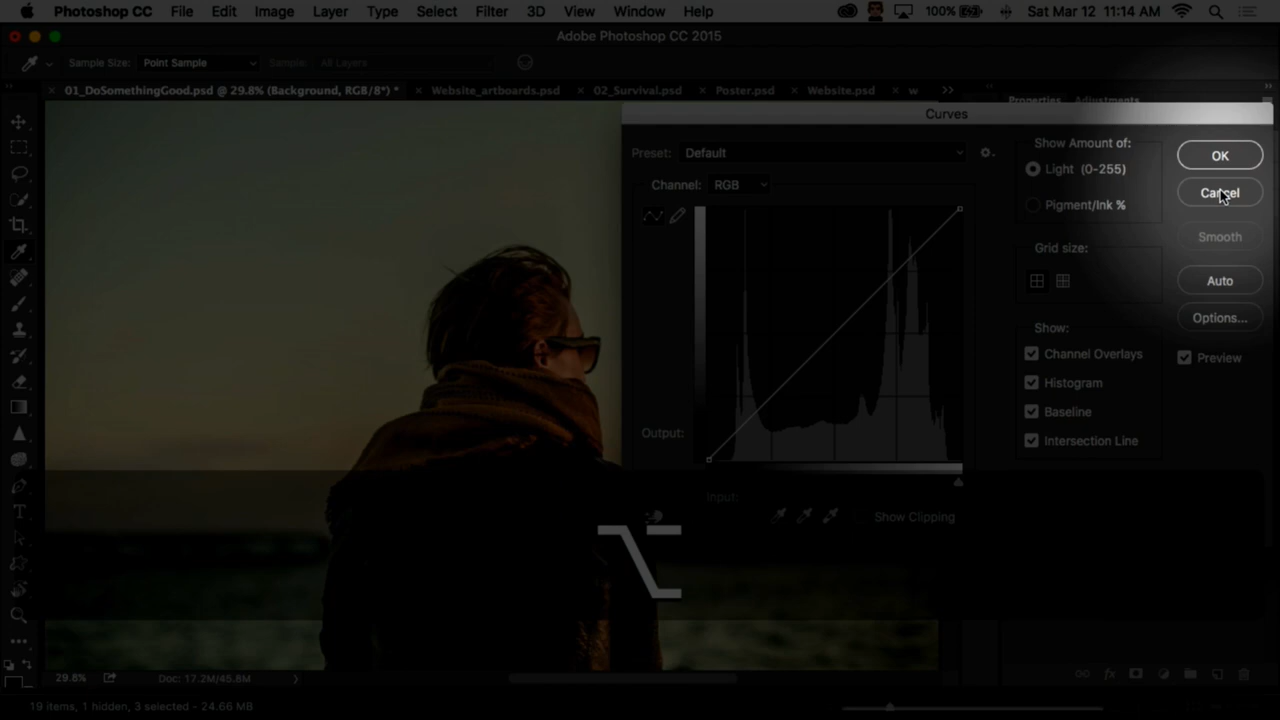 Photoshop CC File Edit Image Layer Type Select Filter 3D View Window Help 100% Sat Mar 12 11:14 AM
Adobe Photoshop CC 2015
Sample Size: Point Sample Sample: All Layers
01_DoSomethingGood.psd @ 29.8% (Background, RGB/8*) * Website_artboards.psd 02_Survival.psd Poster.psd Website.psd w
Properties Adjustments
Curves
Preset: Default
Channel: RGB
Output:
Input:
Show Clipping
Show Amount of:
Light (0-255)
Pigment/Ink %
Grid size:
Show:
Channel Overlays
Histogram
Baseline
Intersection Line
OK
Cancel
Smooth
Auto
Options...
Preview
29.8% Doc: 17.2M/45.8M
19 items, 1 hidden, 3 selected - 24.66 MB